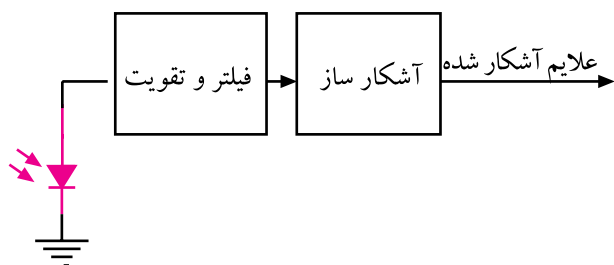 علایم آشکار شده
آشکار ساز
فیلتر و تقویت